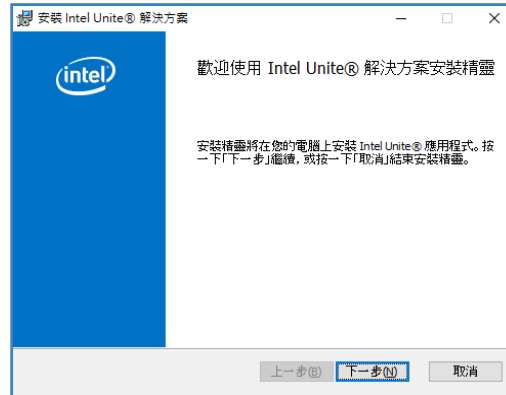 安裝 Intel Unite® 解決方案
intel
歡迎使用 Intel Unite® 解決方案安裝精靈
安裝精靈將在您的電腦上安裝 Intel Unite® 應用程式。按
一下「下一步」繼續，或按一下「取消」結束安裝精靈。
上一步(B) 下一步(N) 取消